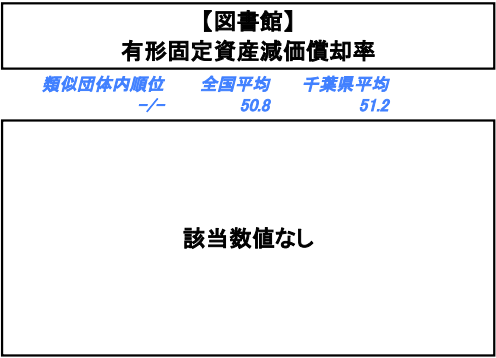 【図書館】
有形固定資産減価償却率
類似団体内順位 全国平均 千葉県平均
-/- 50.8 51.2
該当数値なし